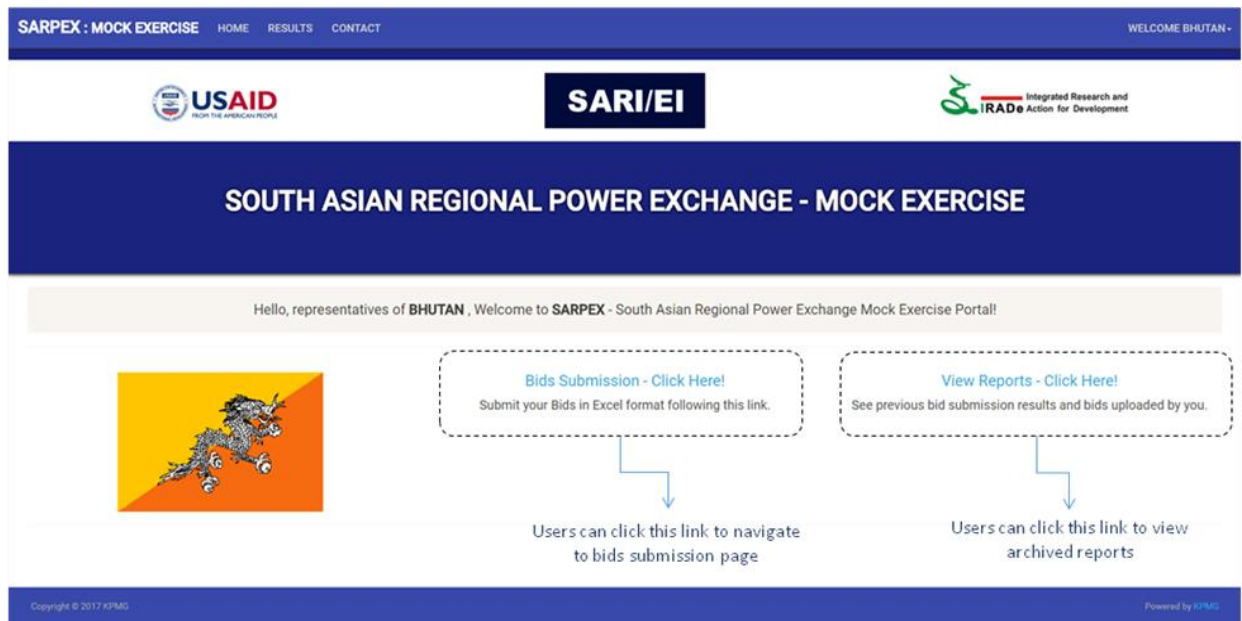 SARPEX : MOCK EXERCISE HOME RESULTS CONTACT WELCOME BHUTAN
USAID
FROM THE AMERICAN PEOPLE
SARI/EI
IRADe Integrated Research and
Action for Development
SOUTH ASIAN REGIONAL POWER EXCHANGE - MOCK EXERCISE
Hello, representatives of BHUTAN , Welcome to SARPEX - South Asian Regional Power Exchange Mock Exercise Portal!
Bids Submission - Click Here!
Submit your Bids in Excel format following this link.
View Reports - Click Here!
See previous bid submission results and bids uploaded by you.
Users can click this link to navigate
to bids submission page
Users can click this link to view
archived reports
Copyright © 2017 KPMG
Powered by KPMG